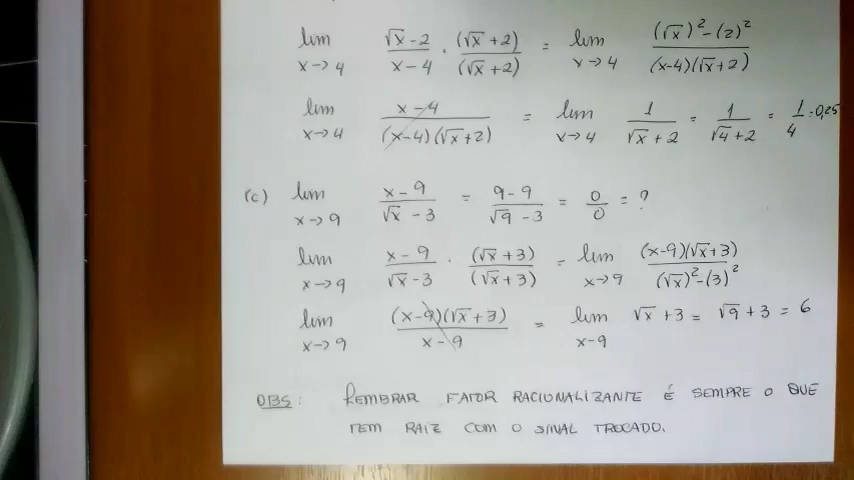 lim x→4 √x-2/x-4 · (√x+2)/(√x+2) = lim x→4 (√x)²-(2)²/(x-4)(√x+2)
lim x→4 x-4/(x-4)(√x+2) = lim x→4 1/√x+2 = 1/√4+2 = 1/4 = 0,25
(c) lim x→9 x-9/√x-3 = 9-9/√9-3 = 0/0 = ?
lim x→9 x-9/√x-3 · (√x+3)/(√x+3) = lim x→9 (x-9)(√x+3)/(√x)²-(3)²
lim x→9 (x-9)(√x+3)/x-9 = lim x-9 √x+3 = √9+3 = 6
OBS: LEMBRAR FATOR RACIONALIZANTE É SEMPRE O QUE
TEM RAIZ COM O SINAL TROCADO.